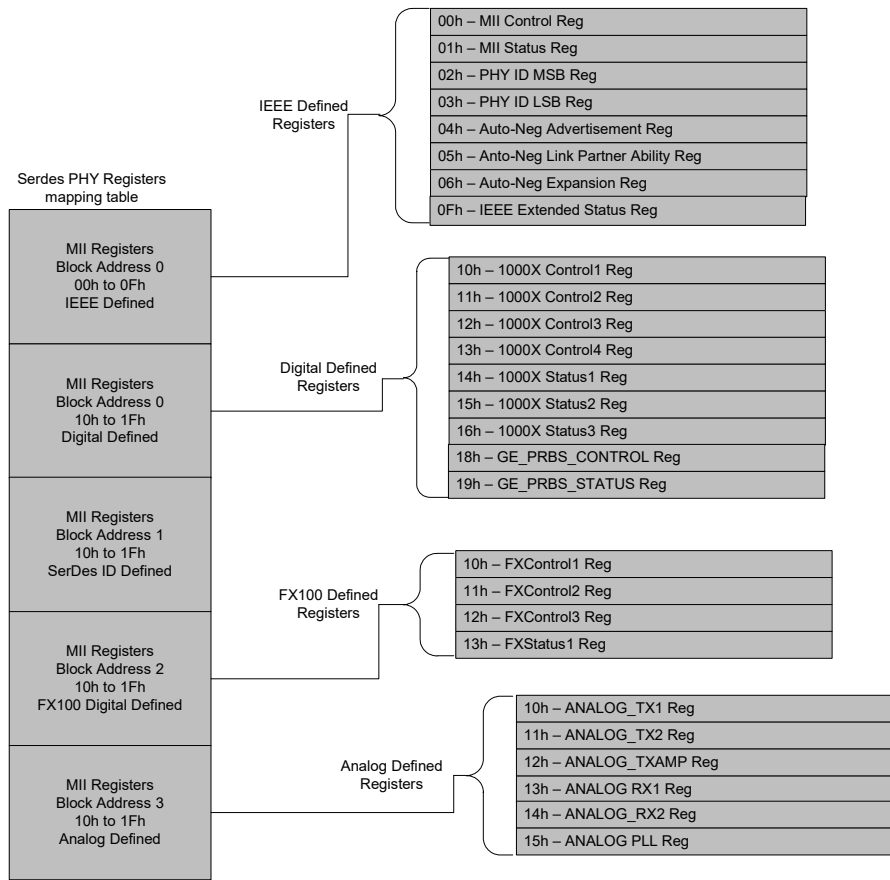 00h – MII Control Reg
01h – MII Status Reg
02h – PHY ID MSB Reg
03h – PHY ID LSB Reg
04h – Auto-Neg Advertisement Reg
05h – Anto-Neg Link Partner Ability Reg
06h – Auto-Neg Expansion Reg
0Fh – IEEE Extended Status Reg
IEEE Defined
Registers
Serdes PHY Registers
mapping table
MII Registers
Block Address 0
00h to 0Fh
IEEE Defined
MII Registers
Block Address 0
10h to 1Fh
Digital Defined
MII Registers
Block Address 1
10h to 1Fh
SerDes ID Defined
MII Registers
Block Address 2
10h to 1Fh
FX100 Digital Defined
MII Registers
Block Address 3
10h to 1Fh
Analog Defined
Digital Defined
Registers
10h – 1000X Control1 Reg
11h – 1000X Control2 Reg
12h – 1000X Control3 Reg
13h – 1000X Control4 Reg
14h – 1000X Status1 Reg
15h – 1000X Status2 Reg
16h – 1000X Status3 Reg
18h – GE_PRBS_CONTROL Reg
19h – GE_PRBS_STATUS Reg
FX100 Defined
Registers
10h – FXControl1 Reg
11h – FXControl2 Reg
12h – FXControl3 Reg
13h – FXStatus1 Reg
Analog Defined
Registers
10h – ANALOG_TX1 Reg
11h – ANALOG_TX2 Reg
12h – ANALOG_TXAMP Reg
13h – ANALOG RX1 Reg
14h – ANALOG_RX2 Reg
15h – ANALOG PLL Reg